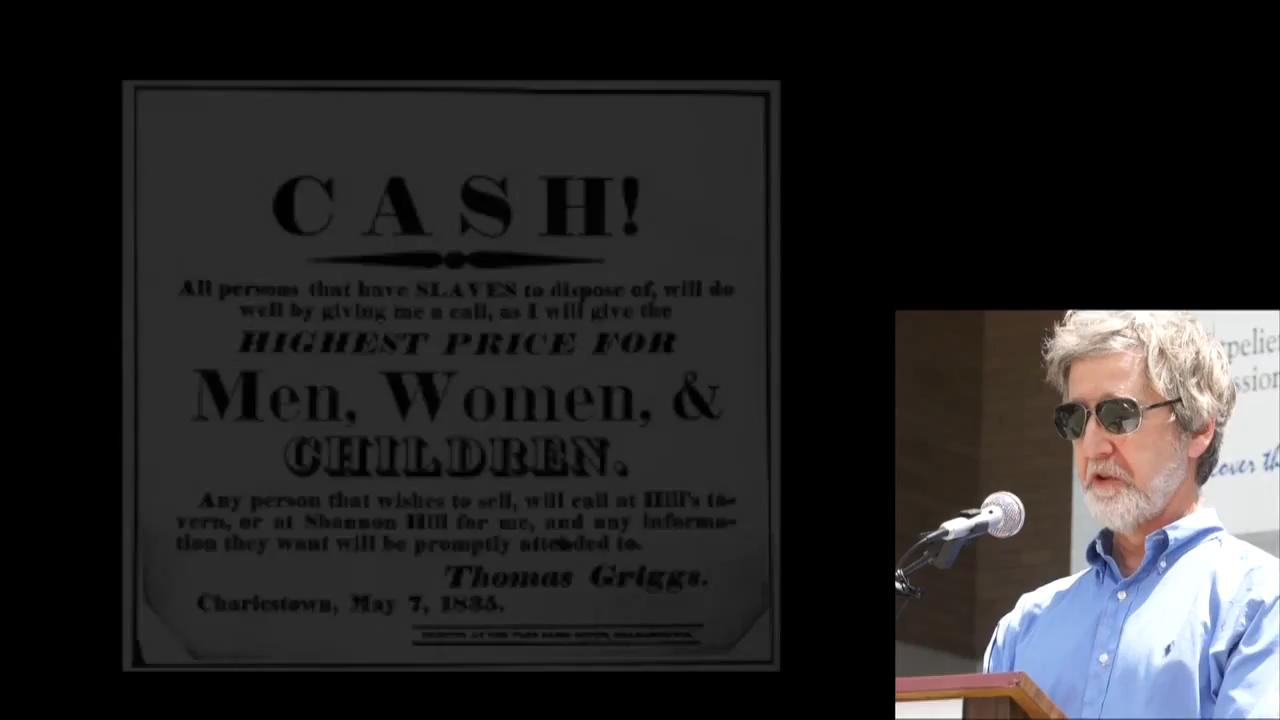 CASH!
All persons that have SLAVES to dispose of, will do
well by giving me a call, as I will give the
HIGHEST PRICE FOR
Men, Women, &
CHILDREN.
Any person that wishes to sell, will call at Hill's ta-
vern, or at Shannon Hill for me, and any informa-
tion they want will be promptly attended to.
Thomas Griggs.
Charlestown, May 7, 1835.